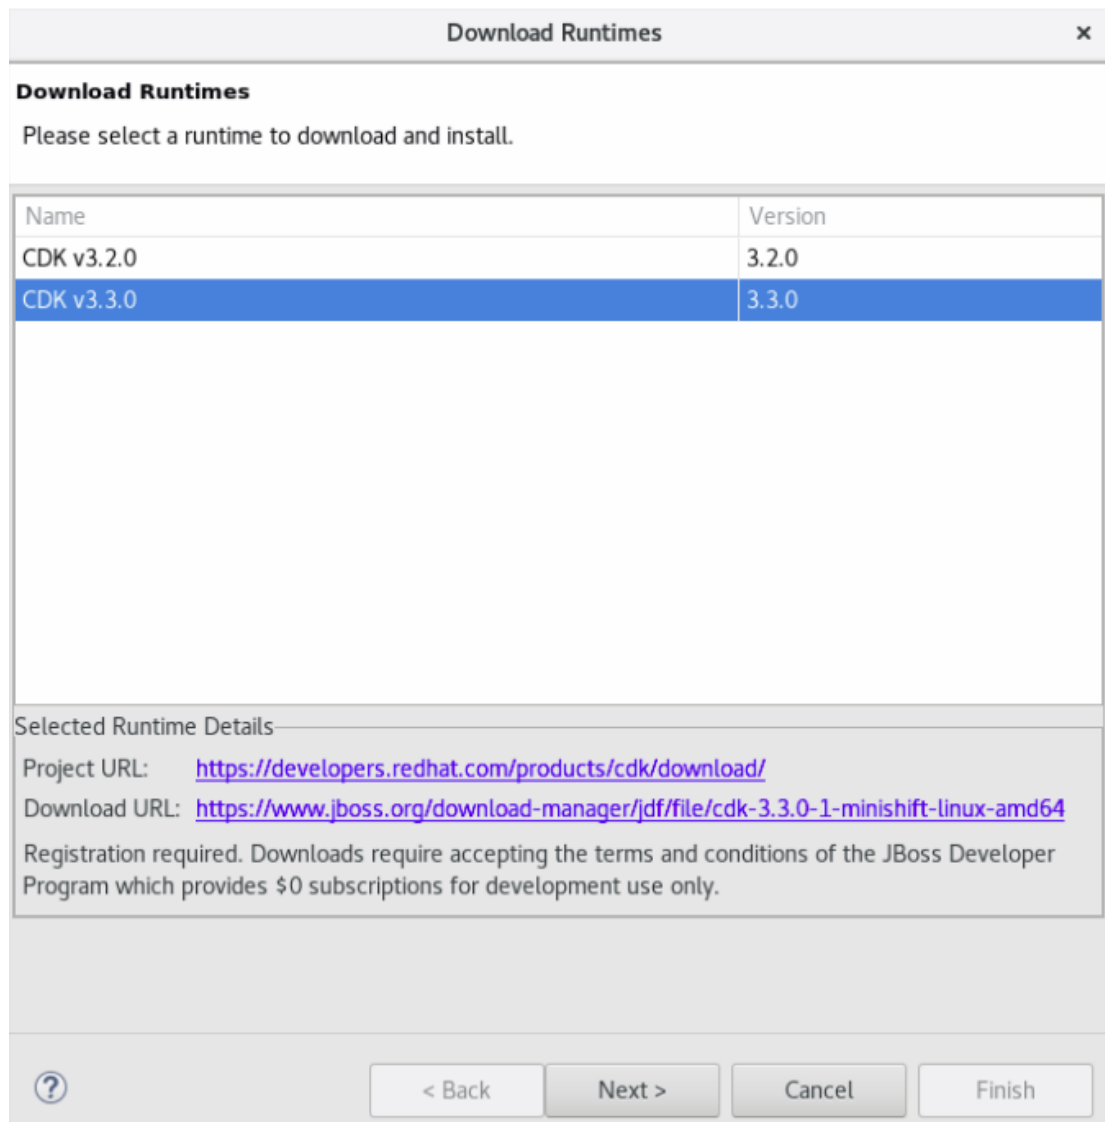 Download Runtimes ×
Download Runtimes
Please select a runtime to download and install.
Name Version
CDK v3.2.0 3.2.0
CDK v3.3.0 3.3.0
Selected Runtime Details
Project URL: https://developers.redhat.com/products/cdk/download/
Download URL: https://www.jboss.org/download-manager/jdf/file/cdk-3.3.0-1-minishift-linux-amd64
Registration required. Downloads require accepting the terms and conditions of the JBoss Developer
Program which provides $0 subscriptions for development use only.
? < Back Next > Cancel Finish